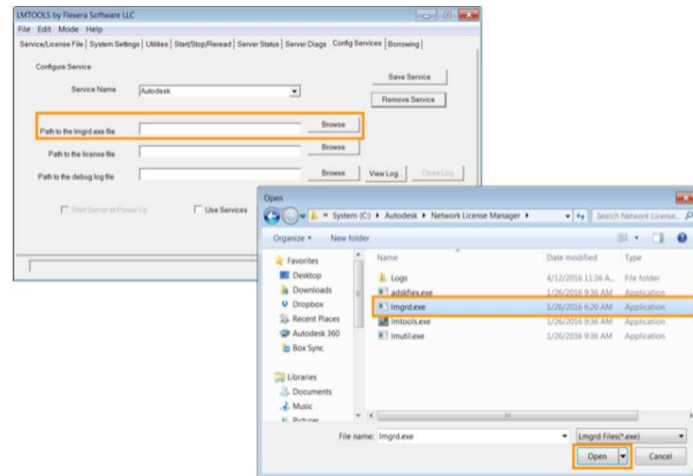 LMTOOLS by Flexera Software LLC
File Edit Mode Help
Service/License File System Settings Utilities Start/Stop/Reread Server Status Server Diags Config Services Borrowing
Configure Service
Save Service
Service Name Autodesk
Remove Service
Path to the lmgrd.exe file Browse
Path to the license file Browse
Path to the debug log file Browse View Log.. Close Log
Start Server at Power Up Use Services
Open
System (C:) Autodesk Network License Manager Search Network License..
Organize New folder
Name Date modified Type
Favorites
Desktop
Downloads
Dropbox
Recent Places
Autodesk 360
Box Sync
Libraries
Documents
Music
Logs 4/12/2016 11:36 A.. File folder
adskflex.exe 1/26/2016 9:36 AM Application
lmgrd.exe 1/26/2016 6:20 AM Application
lmtools.exe 1/26/2016 9:36 AM Application
lmutil.exe 1/26/2016 9:36 AM Application
File name: lmgrd.exe Lmgrd Files(*.exe)
Open Cancel